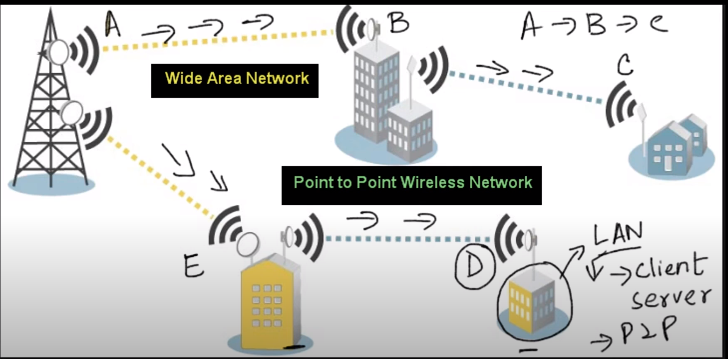 A
B
A → B → C
C
Wide Area Network
Point to Point Wireless Network
E
D
LAN
→ client
server
→ P2P